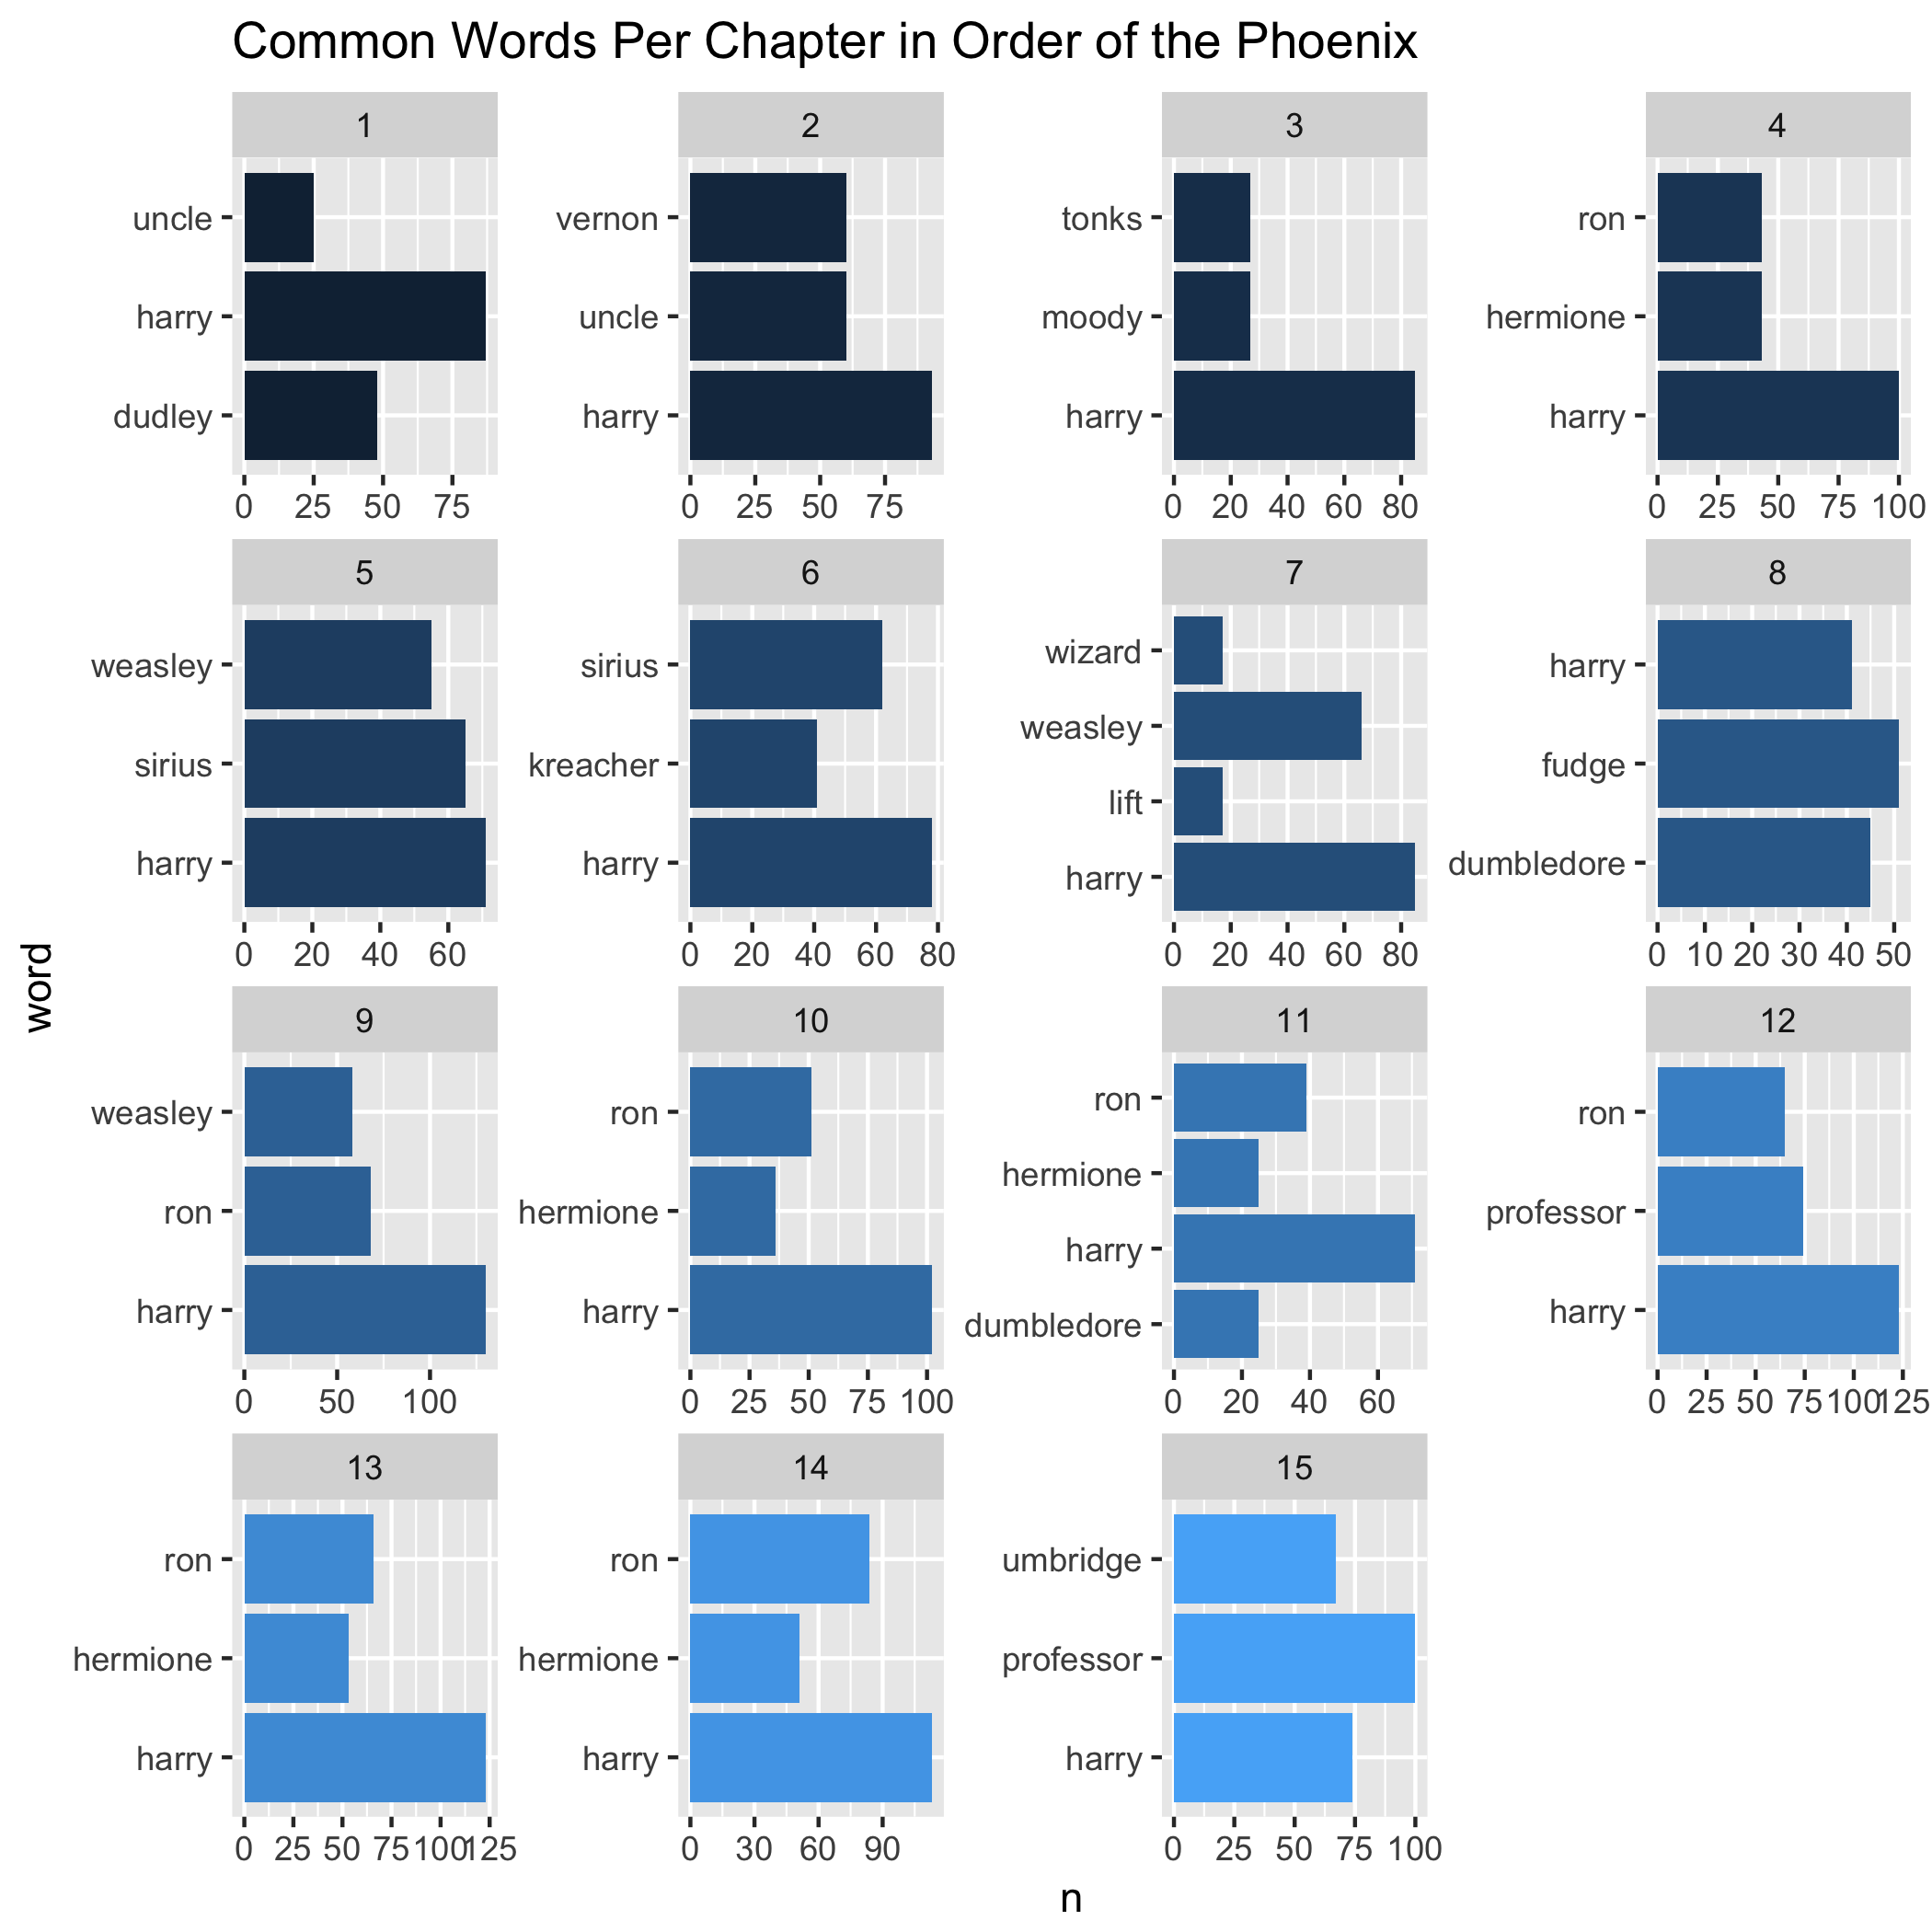 Common Words Per Chapter in Order of the Phoenix
1
uncle
harry
dudley
0 25 50 75
2
vernon
uncle
harry
0 25 50 75
3
tonks
moody
harry
0 20 40 60 80
4
ron
hermione
harry
0 25 50 75 100
5
weasley
sirius
harry
0 20 40 60
6
sirius
kreacher
harry
0 20 40 60 80
7
wizard
weasley
lift
harry
0 20 40 60 80
8
harry
fudge
dumbledore
0 10 20 30 40 50
9
weasley
ron
harry
0 50 100
10
ron
hermione
harry
0 25 50 75 100
11
ron
hermione
harry
dumbledore
0 20 40 60
12
ron
professor
harry
0 25 50 75 100 125
13
ron
hermione
harry
0 25 50 75 100 125
14
ron
hermione
harry
0 30 60 90
15
umbridge
professor
harry
0 25 50 75 100
word
n